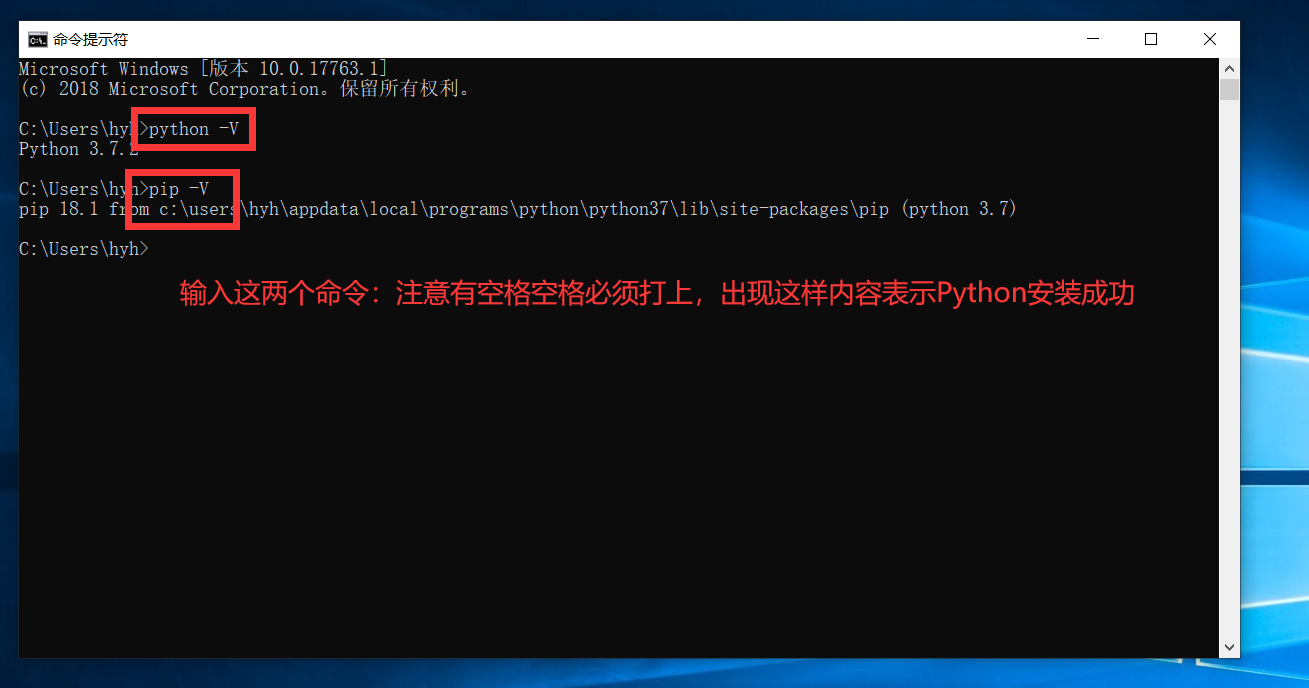 命令提示符
Microsoft Windows [版本 10.0.17763.1]
(c) 2018 Microsoft Corporation。保留所有权利。
C:\Users\hyh>python -V
Python 3.7.2
C:\Users\hyh>pip -V
pip 18.1 from c:\users\hyh\appdata\local\programs\python\python37\lib\site-packages\pip (python 3.7)
C:\Users\hyh>
输入这两个命令：注意有空格空格必须打上，出现这样内容表示Python安装成功